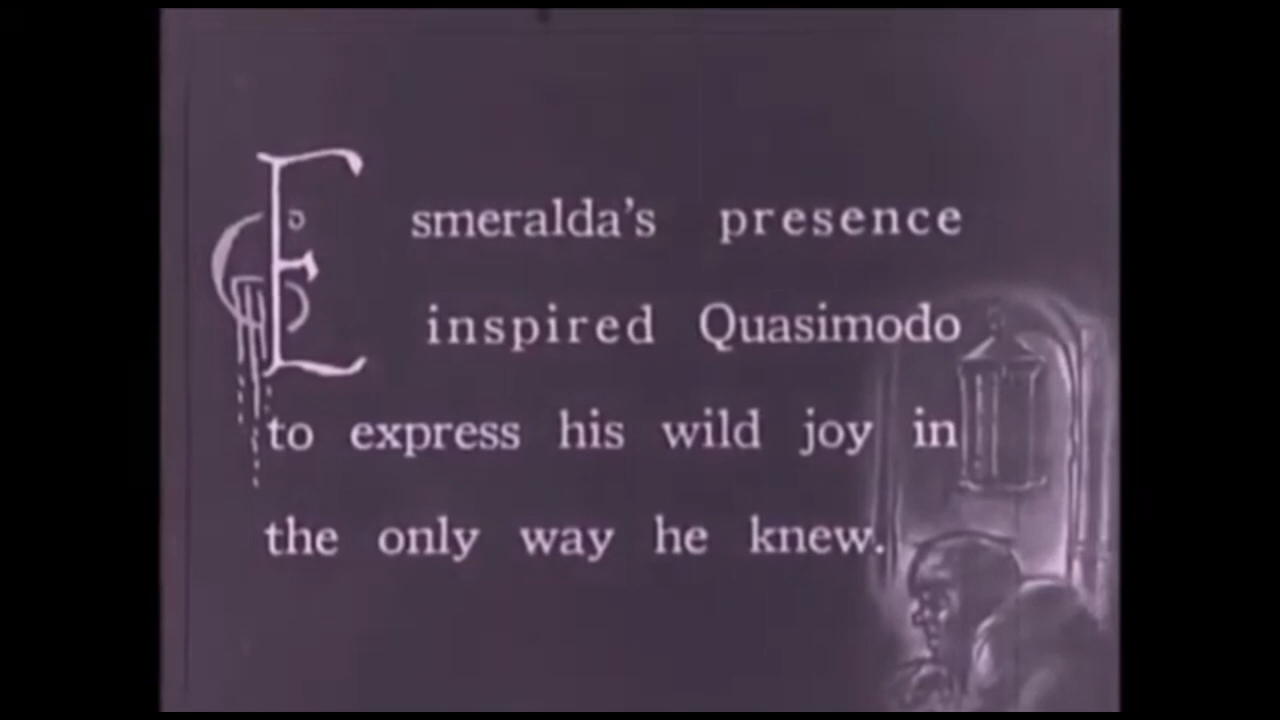 Esmeralda's presence
inspired Quasimodo
to express his wild joy in
the only way he knew.